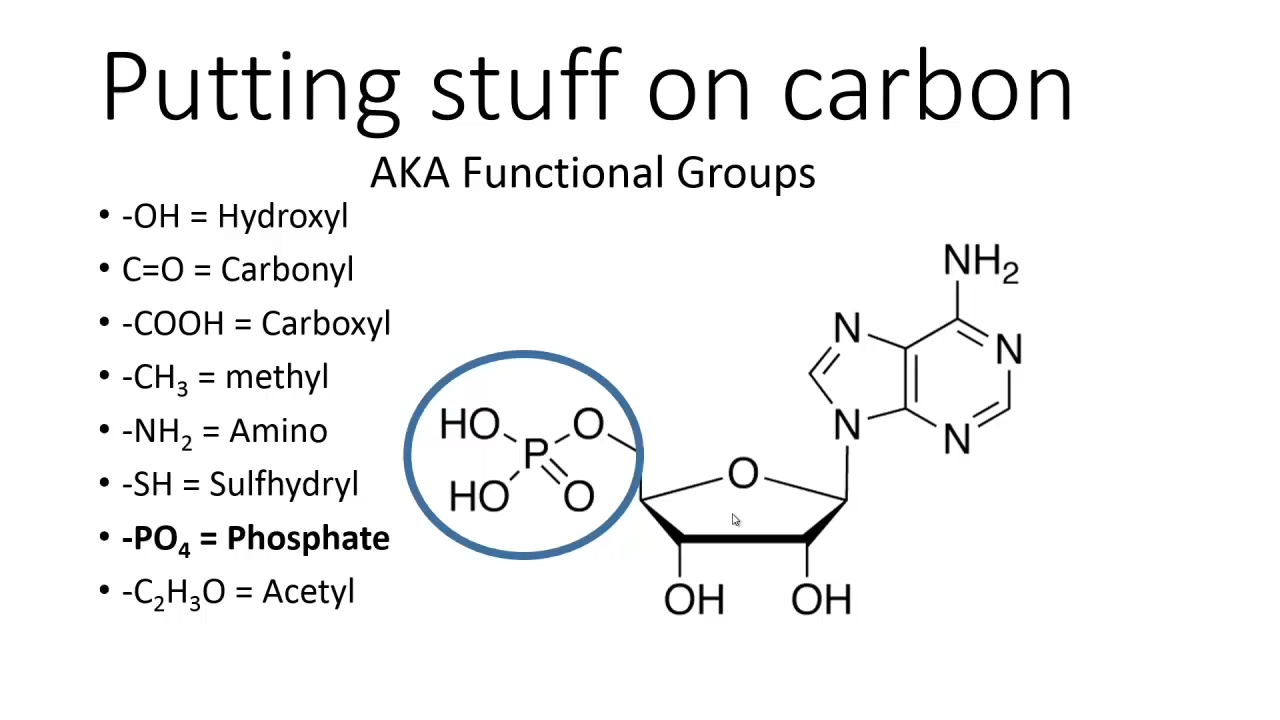 Putting stuff on carbon
AKA Functional Groups
• -OH = Hydroxyl
• C=O = Carbonyl
• -COOH = Carboxyl
• -CH₃ = methyl
• -NH₂ = Amino
• -SH = Sulfhydryl
• -PO₄ = Phosphate
• -C₂H₃O = Acetyl
NH₂
N
N
N
N
HO
O
P
HO
O
O
OH
OH